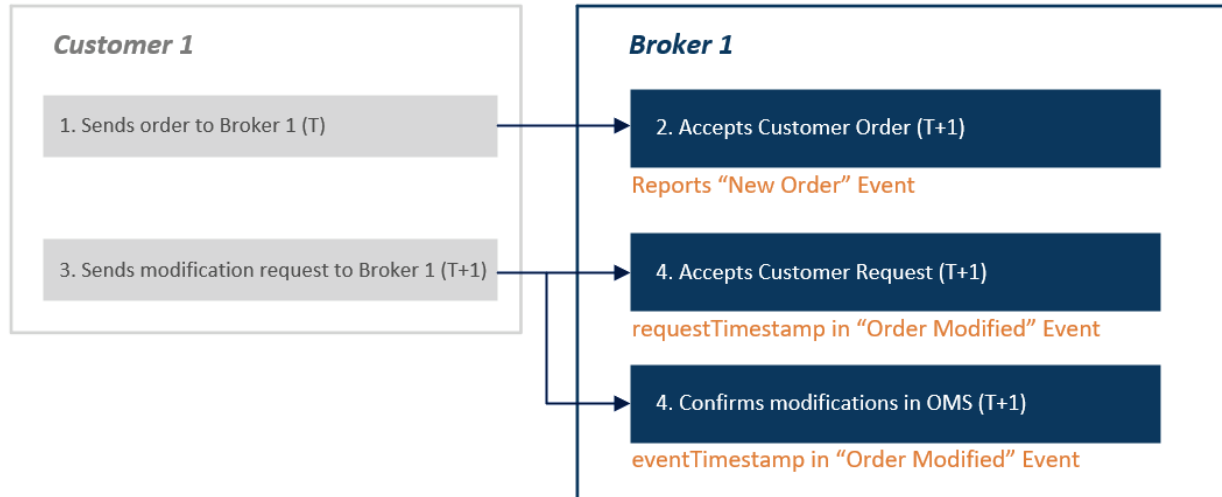 Customer 1
Broker 1
1. Sends order to Broker 1 (T)
2. Accepts Customer Order (T+1)
Reports “New Order” Event
3. Sends modification request to Broker 1 (T+1)
4. Accepts Customer Request (T+1)
requestTimestamp in “Order Modified” Event
4. Confirms modifications in OMS (T+1)
eventTimestamp in “Order Modified” Event